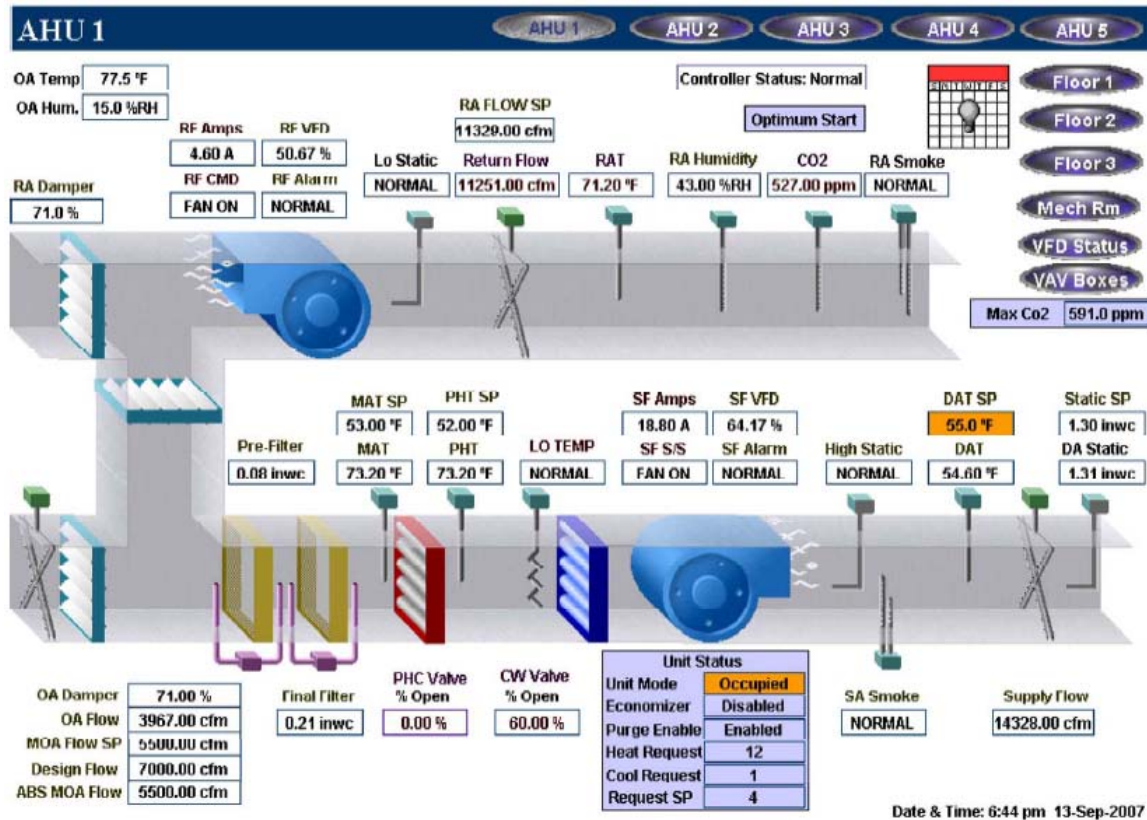 AHU 1
AHU 1 AHU 2 AHU 3 AHU 4 AHU 5
OA Temp 77.5 °F
OA Hum. 15.0 %RH
Controller Status: Normal
Optimum Start
S M T W T F S
Floor 1
Floor 2
Floor 3
Mech Rm
VFD Status
VAV Boxes
Max Co2 591.0 ppm
RA FLOW SP
11329.00 cfm
RF Amps RF VFD
4.60 A 50.67 %
RF CMD RF Alarm
FAN ON NORMAL
Lo Static Return Flow RAT RA Humidity CO2 RA Smoke
NORMAL 11251.00 cfm 71.20 °F 43.00 %RH 527.00 ppm NORMAL
RA Damper
71.0 %
MAT SP PHT SP SF Amps SF VFD DAT SP Static SP
53.00 °F 52.00 °F 18.80 A 64.17 % 55.0 °F 1.30 inwc
Pre-Filter MAT PHT LO TEMP SF S/S SF Alarm High Static DAT DA Static
0.08 inwc 73.20 °F 73.20 °F NORMAL FAN ON NORMAL NORMAL 54.60 °F 1.31 inwc
OA Damper 71.00 %
OA Flow 3967.00 cfm
MOA Flow SP 5500.00 cfm
Design Flow 7000.00 cfm
ABS MOA Flow 5500.00 cfm
Final Filter
0.21 inwc
PHC Valve
% Open
0.00 %
CW Valve
% Open
60.00 %
Unit Status
Unit Mode Occupied
Economizer Disabled
Purge Enable Enabled
Heat Request 12
Cool Request 1
Request SP 4
SA Smoke
NORMAL
Supply Flow
14328.00 cfm
Date & Time: 6:44 pm 13-Sep-2007